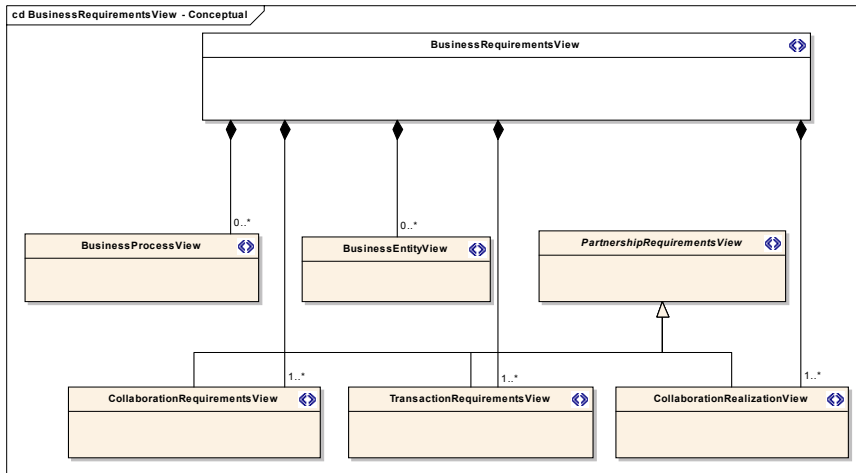 cd BusinessRequirementsView - Conceptual
BusinessRequirementsView
0..*
0..*
BusinessProcessView
BusinessEntityView
PartnershipRequirementsView
1..*
1..*
1..*
CollaborationRequirementsView
TransactionRequirementsView
CollaborationRealizationView